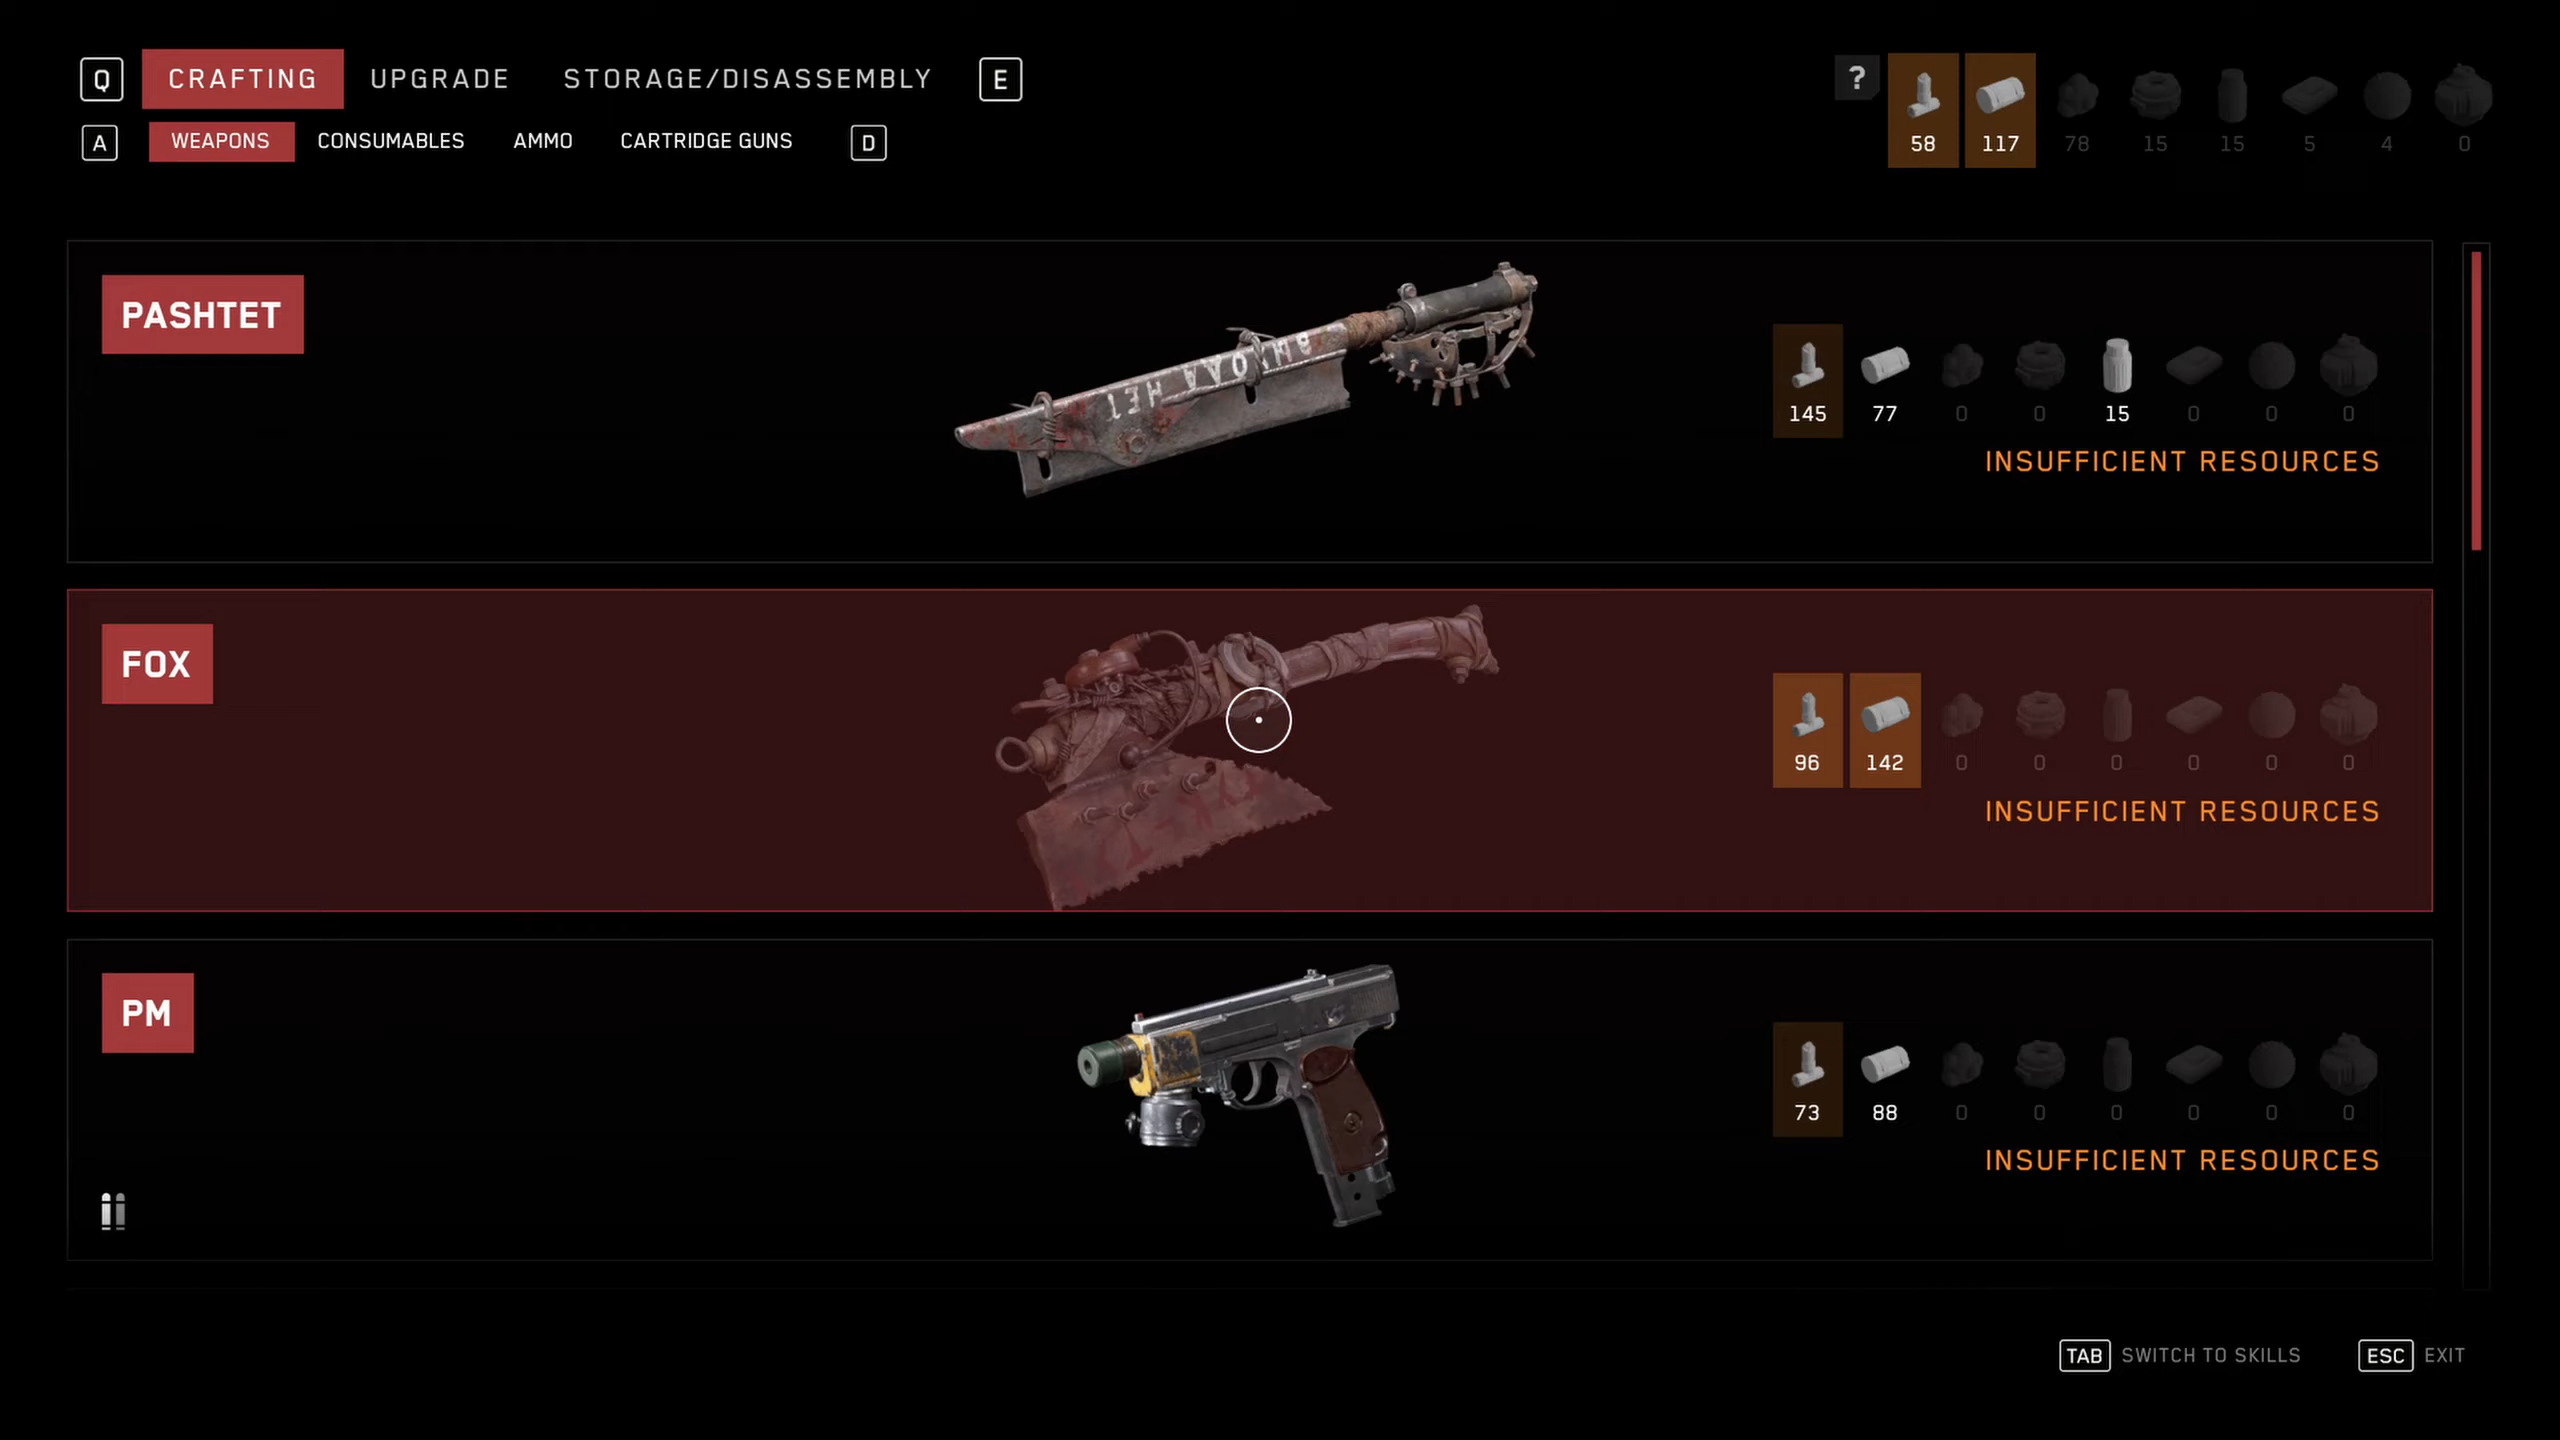 Q CRAFTING UPGRADE STORAGE/DISASSEMBLY E
A WEAPONS CONSUMABLES AMMO CARTRIDGE GUNS D
?
58 117 78 15 15 5 4 0
PASHTET
145 77 0 0 15 0 0 0
INSUFFICIENT RESOURCES
FOX
96 142 0 0 0 0 0 0
INSUFFICIENT RESOURCES
PM
73 88 0 0 0 0 0 0
INSUFFICIENT RESOURCES
TAB SWITCH TO SKILLS ESC EXIT